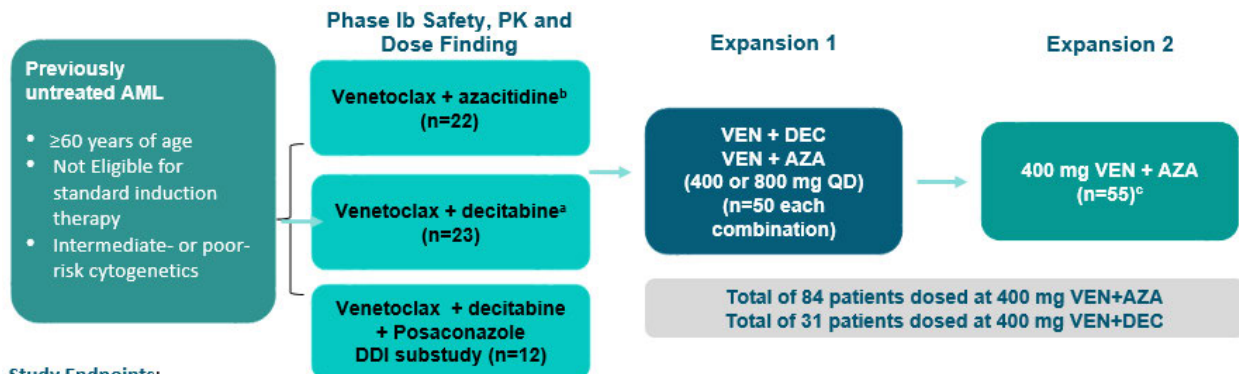 Phase Ib Safety, PK and
Dose Finding
Expansion 1
Expansion 2
Previously
untreated AML
• ≥60 years of age
• Not Eligible for
standard induction
therapy
• Intermediate- or poor-
risk cytogenetics
Venetoclax + azacitidineᵇ
(n=22)
Venetoclax + decitabineᵃ
(n=23)
Venetoclax + decitabine
+ Posaconazole
DDI substudy (n=12)
VEN + DEC
VEN + AZA
(400 or 800 mg QD)
(n=50 each
combination)
400 mg VEN + AZA
(n=55)ᶜ
Total of 84 patients dosed at 400 mg VEN+AZA
Total of 31 patients dosed at 400 mg VEN+DEC
Study Endpoints: